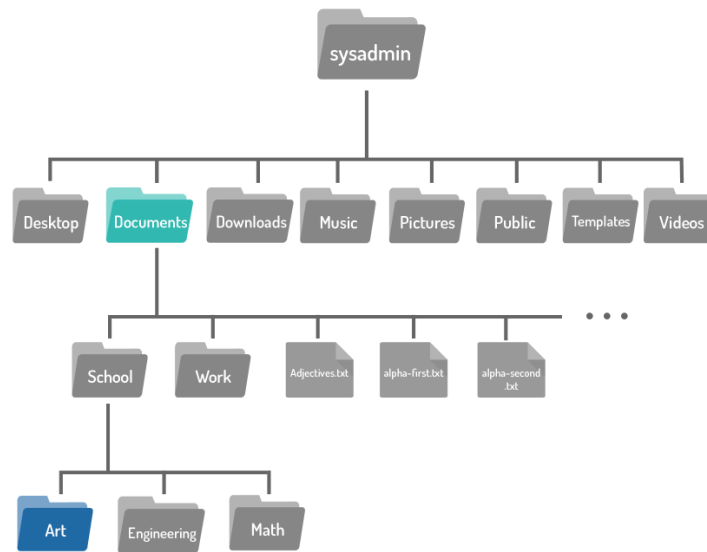 sysadmin
Desktop
Documents
Downloads
Music
Pictures
Public
Templates
Videos
School
Work
Adjectives.txt
alpha-first.txt
alpha-second
.txt
Art
Engineering
Math